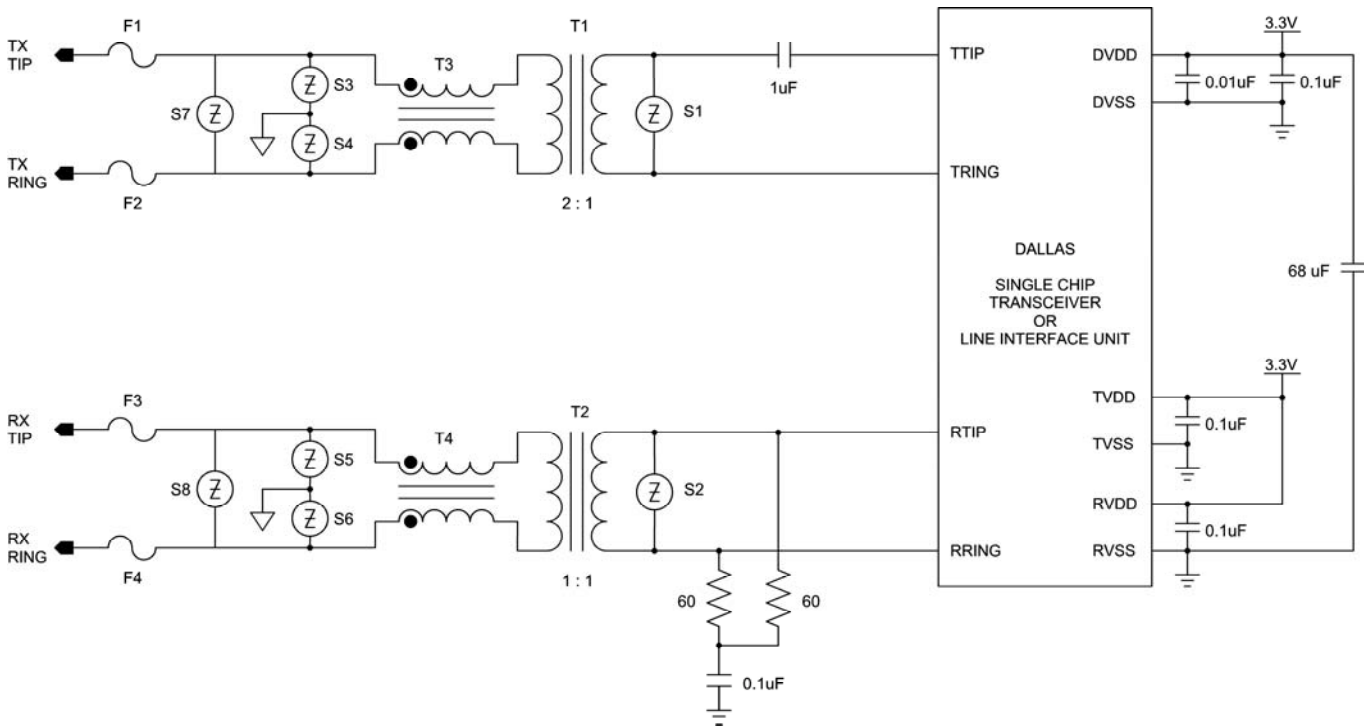 F1
T1
3.3V
TX
TIP
T3
TTIP
DVDD
S3
1uF
0.01uF
0.1uF
S7
S1
DVSS
S4
TX
RING
TRING
F2
2 : 1
DALLAS
SINGLE CHIP
TRANSCEIVER
OR
LINE INTERFACE UNIT
68 uF
3.3V
F3
T2
TVDD
RX
TIP
T4
RTIP
0.1uF
TVSS
S5
S8
S2
S6
RVDD
0.1uF
RX
RING
RRING
RVSS
F4
1 : 1
60
60
0.1uF